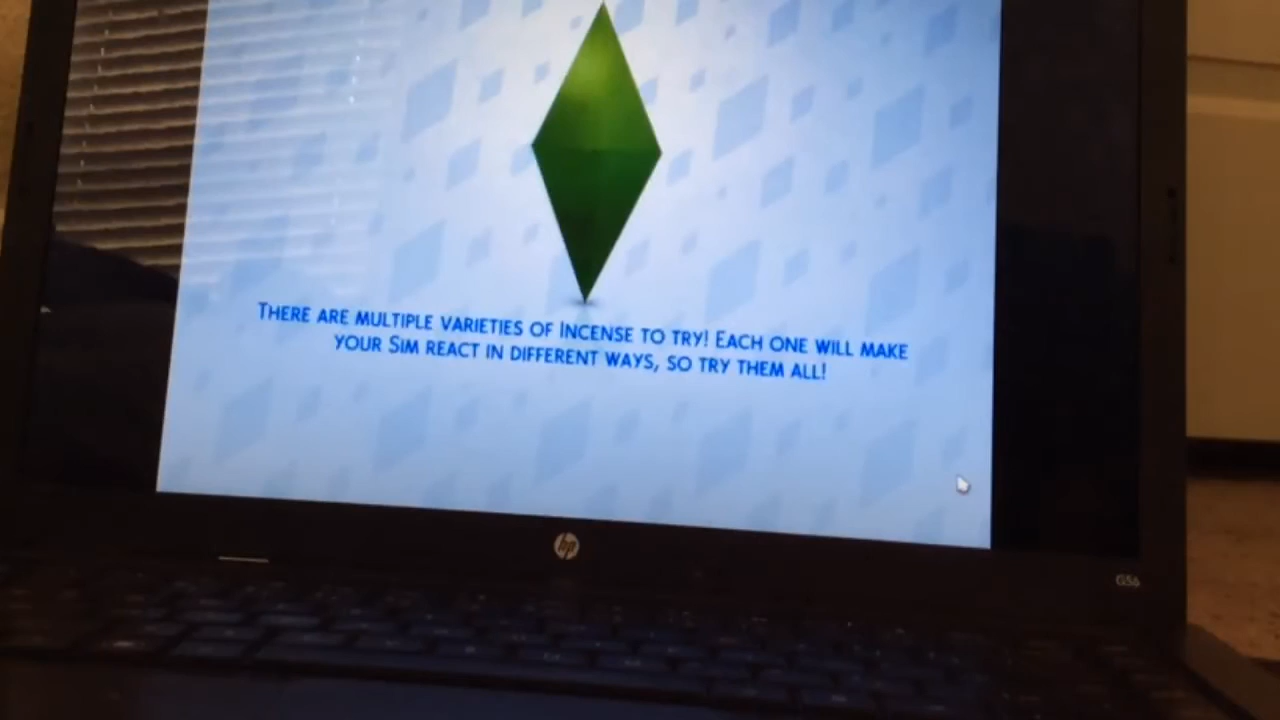 THERE ARE MULTIPLE VARIETIES OF INCENSE TO TRY! EACH ONE WILL MAKE
YOUR SIM REACT IN DIFFERENT WAYS, SO TRY THEM ALL!
hp
G56